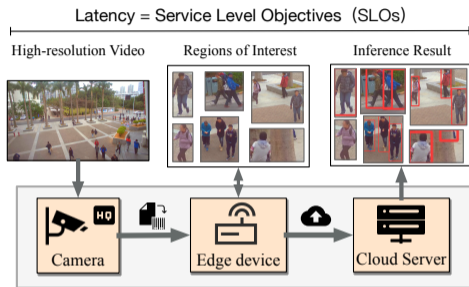 Latency = Service Level Objectives (SLOs)
High-resolution Video
Regions of Interest
Inference Result
HQ
Camera
Edge device
Cloud Server